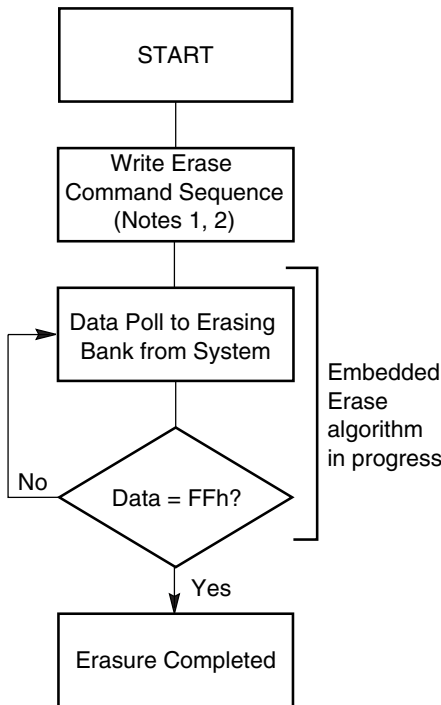 START
Write Erase
Command Sequence
(Notes 1, 2)
Data Poll to Erasing
Bank from System
Embedded
Erase
algorithm
in progress
No
Data = FFh?
Yes
Erasure Completed